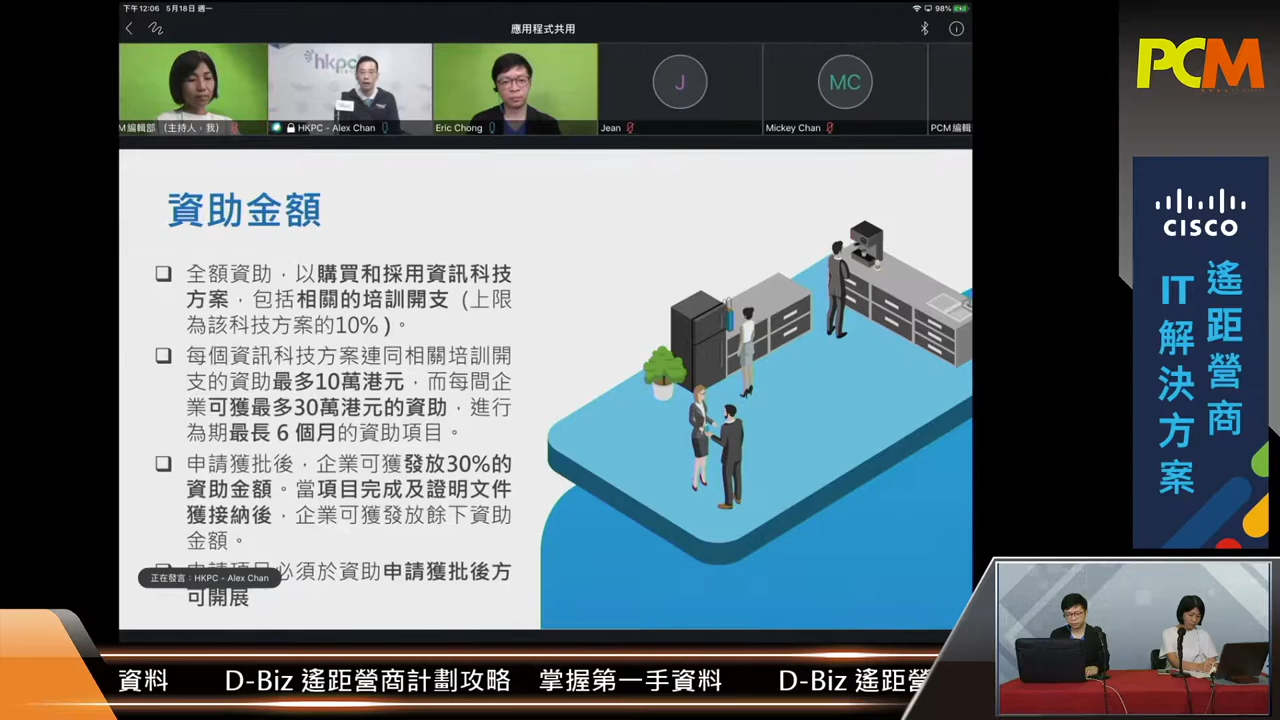 下午12:06 5月18日 週一
98%
應用程式共用
hkpc
M編輯部 (主持人，我)
HKPC - Alex Chan
Eric Chong
J
Jean
MC
Mickey Chan
PCM編輯
PCM
資助金額
全額資助，以購買和採用資訊科技
方案，包括相關的培訓開支 (上限
為該科技方案的10% )。
每個資訊科技方案連同相關培訓開
支的資助最多10萬港元，而每間企
業可獲最多30萬港元的資助，進行
為期最長 6 個月的資助項目。
申請獲批後，企業可獲發放30%的
資助金額。當項目完成及證明文件
獲接納後，企業可獲發放餘下資助
金額。
必須於資助申請獲批後方
可開展
正在發言：HKPC - Alex Chan
CISCO
遙距營商
IT解決方案
資料 D-Biz 遙距營商計劃攻略 掌握第一手資料 D-Biz 遙距營